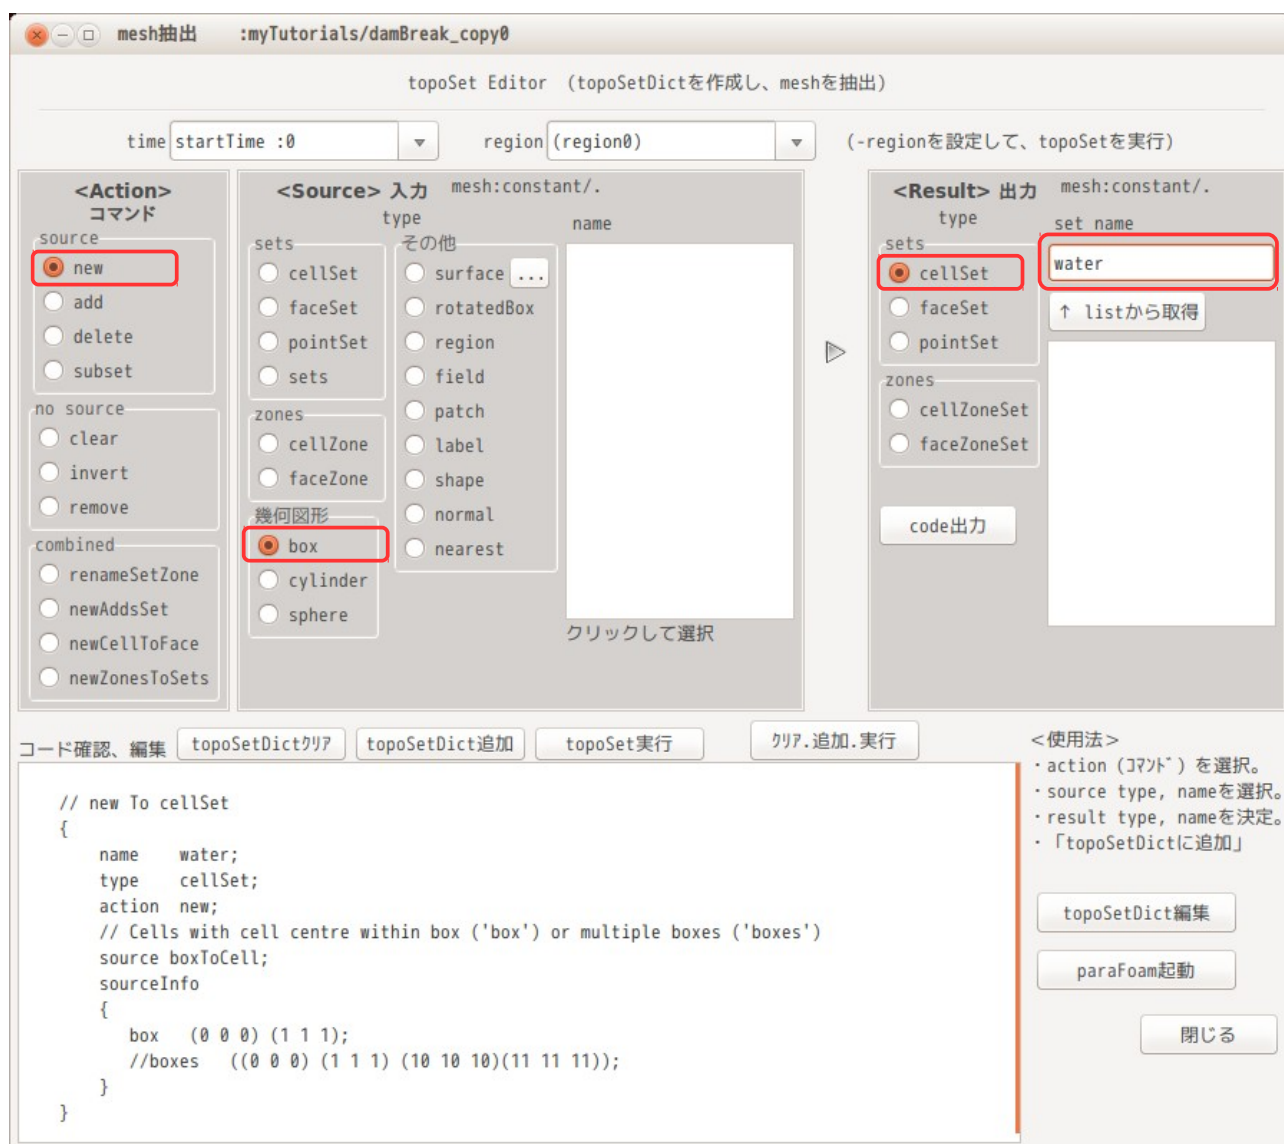 mesh抽出 :myTutorials/damBreak_copy0
topoSet Editor (topoSetDictを作成し、meshを抽出)
time startTime :0 region (region0) (-regionを設定して、topoSetを実行)
<Action>
コマンド
source
new
add
delete
subset
no source
clear
invert
remove
combined
renameSetZone
newAddsSet
newCellToFace
newZonesToSets
<Source> 入力 mesh:constant/.
type
name
sets
cellSet
faceSet
pointSet
sets
zones
cellZone
faceZone
幾何図形
box
cylinder
sphere
その他
surface ...
rotatedBox
region
field
patch
label
shape
normal
nearest
クリックして選択
<Result> 出力 mesh:constant/.
type
set name
sets
cellSet
faceSet
pointSet
zones
cellZoneSet
faceZoneSet
code出力
water
↑ listから取得
コード確認、編集 topoSetDictｸﾘｱ topoSetDict追加 topoSet実行 ｸﾘｱ.追加.実行
// new To cellSet
{
name water;
type cellSet;
action new;
// Cells with cell centre within box ('box') or multiple boxes ('boxes')
source boxToCell;
sourceInfo
{
box (0 0 0) (1 1 1);
//boxes ((0 0 0) (1 1 1) (10 10 10)(11 11 11));
}
}
<使用法>
・action (ｺﾏﾝﾄﾞ) を選択。
・source type, nameを選択。
・result type, nameを決定。
・「topoSetDictに追加」
topoSetDict編集
paraFoam起動
閉じる